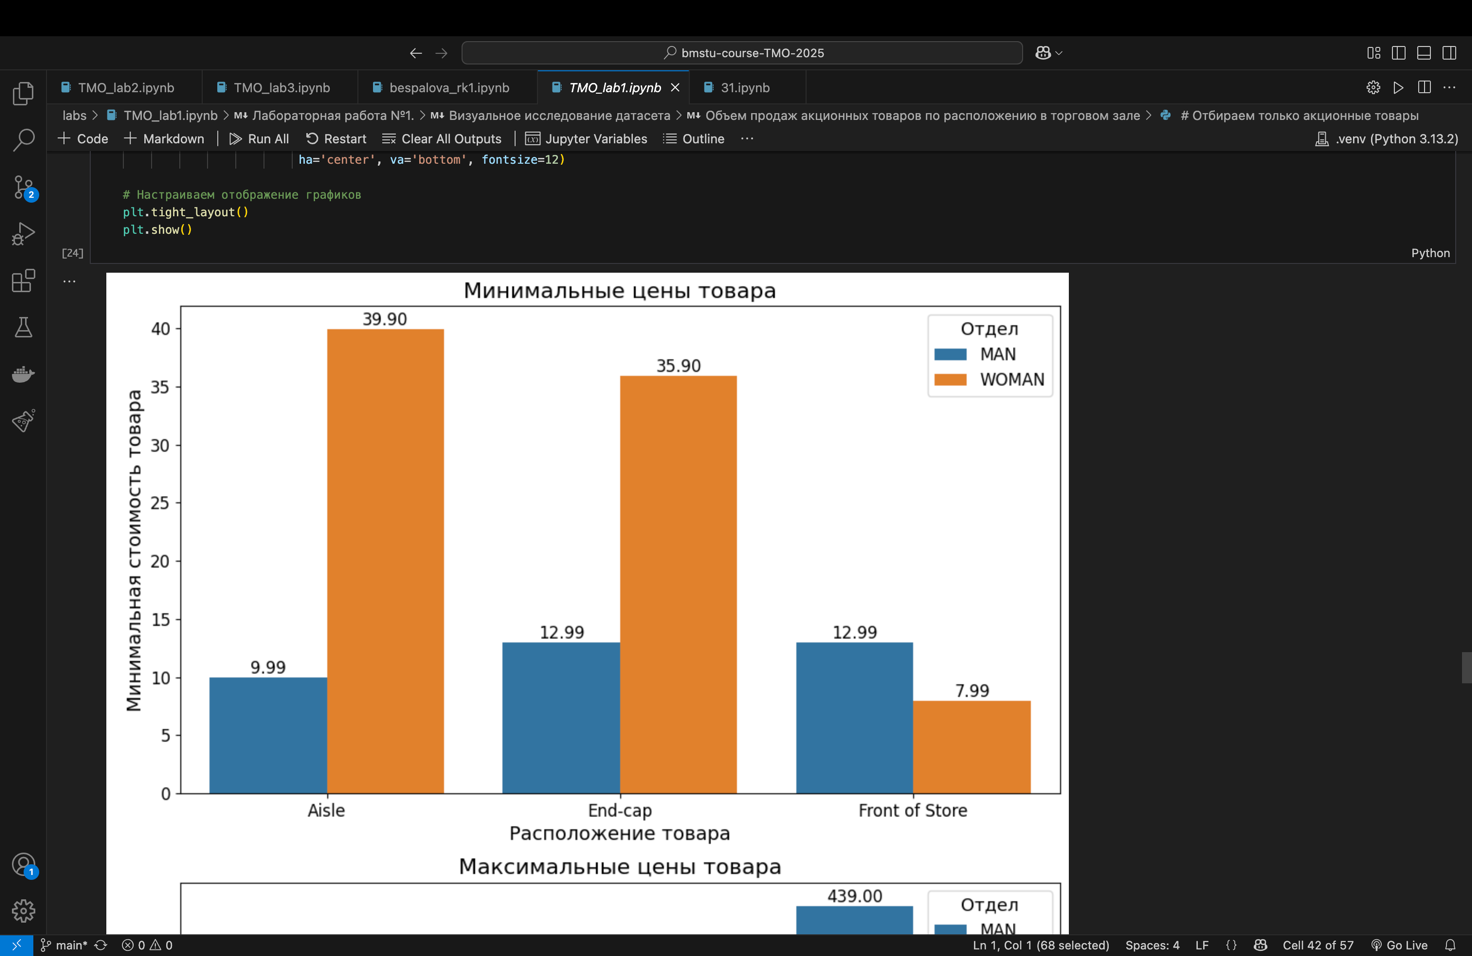 bmstu-course-TMO-2025
TMO_lab2.ipynb
TMO_lab3.ipynb
bespalova_rk1.ipynb
TMO_lab1.ipynb
31.ipynb
labs > TMO_lab1.ipynb > M↓ Лабораторная работа №1. > M↓ Визуальное исследование датасета > M↓ Объем продаж акционных товаров по расположению в торговом зале > # Отбираем только акционные товары
+ Code + Markdown | Run All Restart Clear All Outputs | Jupyter Variables Outline ...
.venv (Python 3.13.2)
ha='center', va='bottom', fontsize=12)
# Настраиваем отображение графиков
plt.tight_layout()
plt.show()
[24]
Python
...
Минимальные цены товара
Минимальная стоимость товара
40
35
30
25
20
15
10
5
0
39.90
35.90
12.99
12.99
9.99
7.99
Отдел
MAN
WOMAN
Aisle
End-cap
Front of Store
Расположение товара
Максимальные цены товара
439.00
Отдел
MAN
2
1
main* 0 0
Ln 1, Col 1 (68 selected) Spaces: 4 LF {} Cell 42 of 57 Go Live